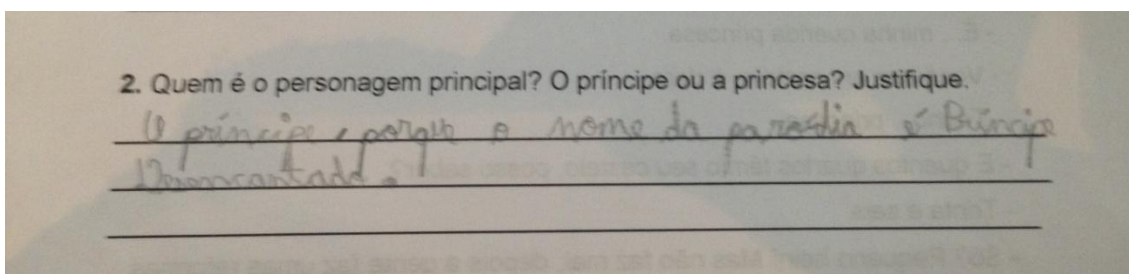 2. Quem é o personagem principal? O príncipe ou a princesa? Justifique.
O príncipe, porque o nome da paródia é Príncipe
Desencantado.